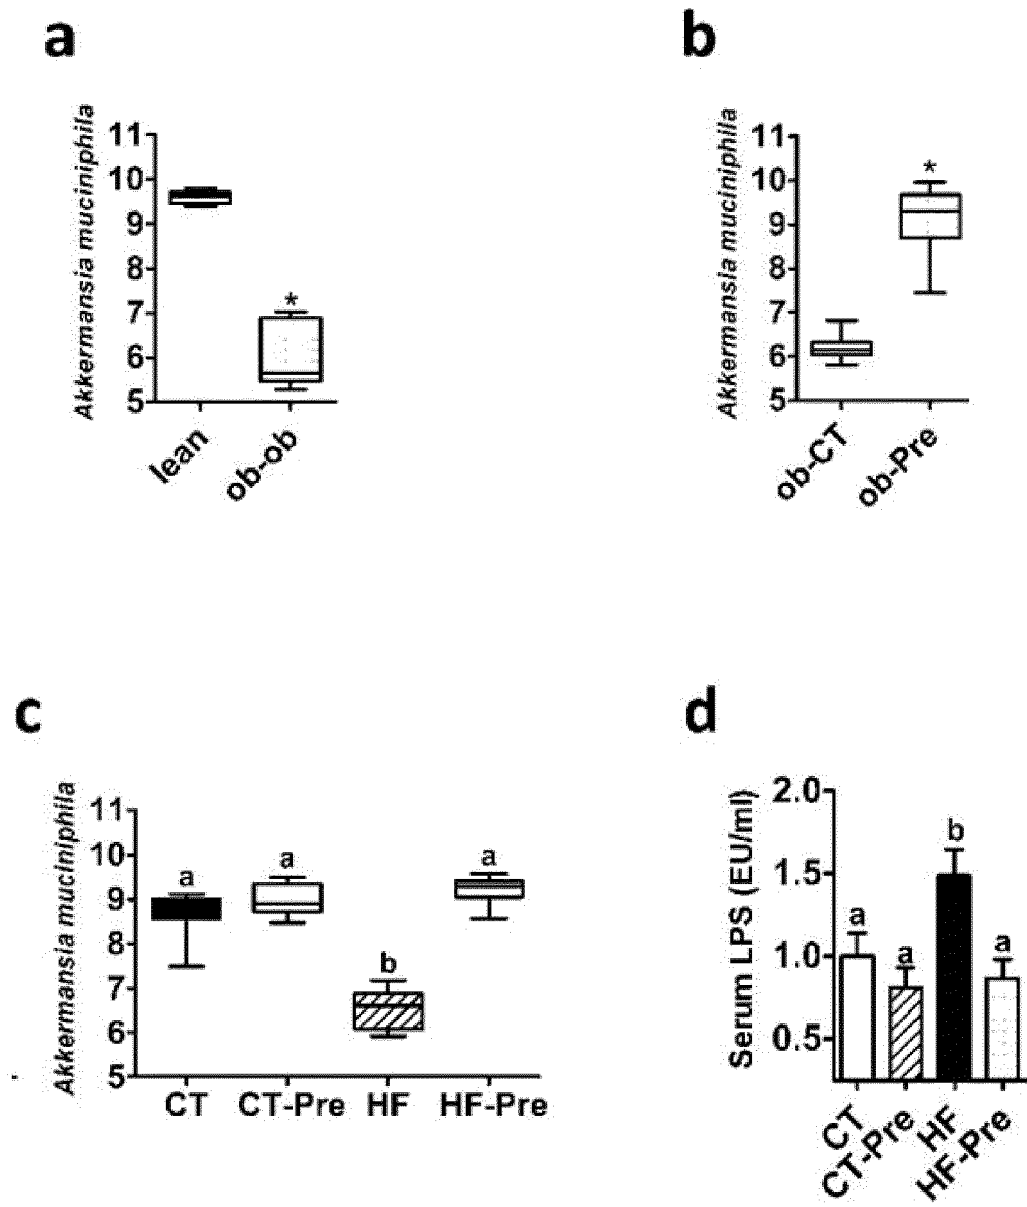 a
Akkermansia muciniphila
11
10
9
8
7
6
5
*
lean
ob-ob
b
Akkermansia muciniphila
11
10
9
8
7
6
5
*
ob-CT
ob-Pre
c
Akkermansia muciniphila
11
10
9
8
7
6
5
a
a
b
a
CT
CT-Pre
HF
HF-Pre
d
Serum LPS (EU/ml)
2.0
1.5
1.0
0.5
a
a
b
a
CT
CT-Pre
HF
HF-Pre